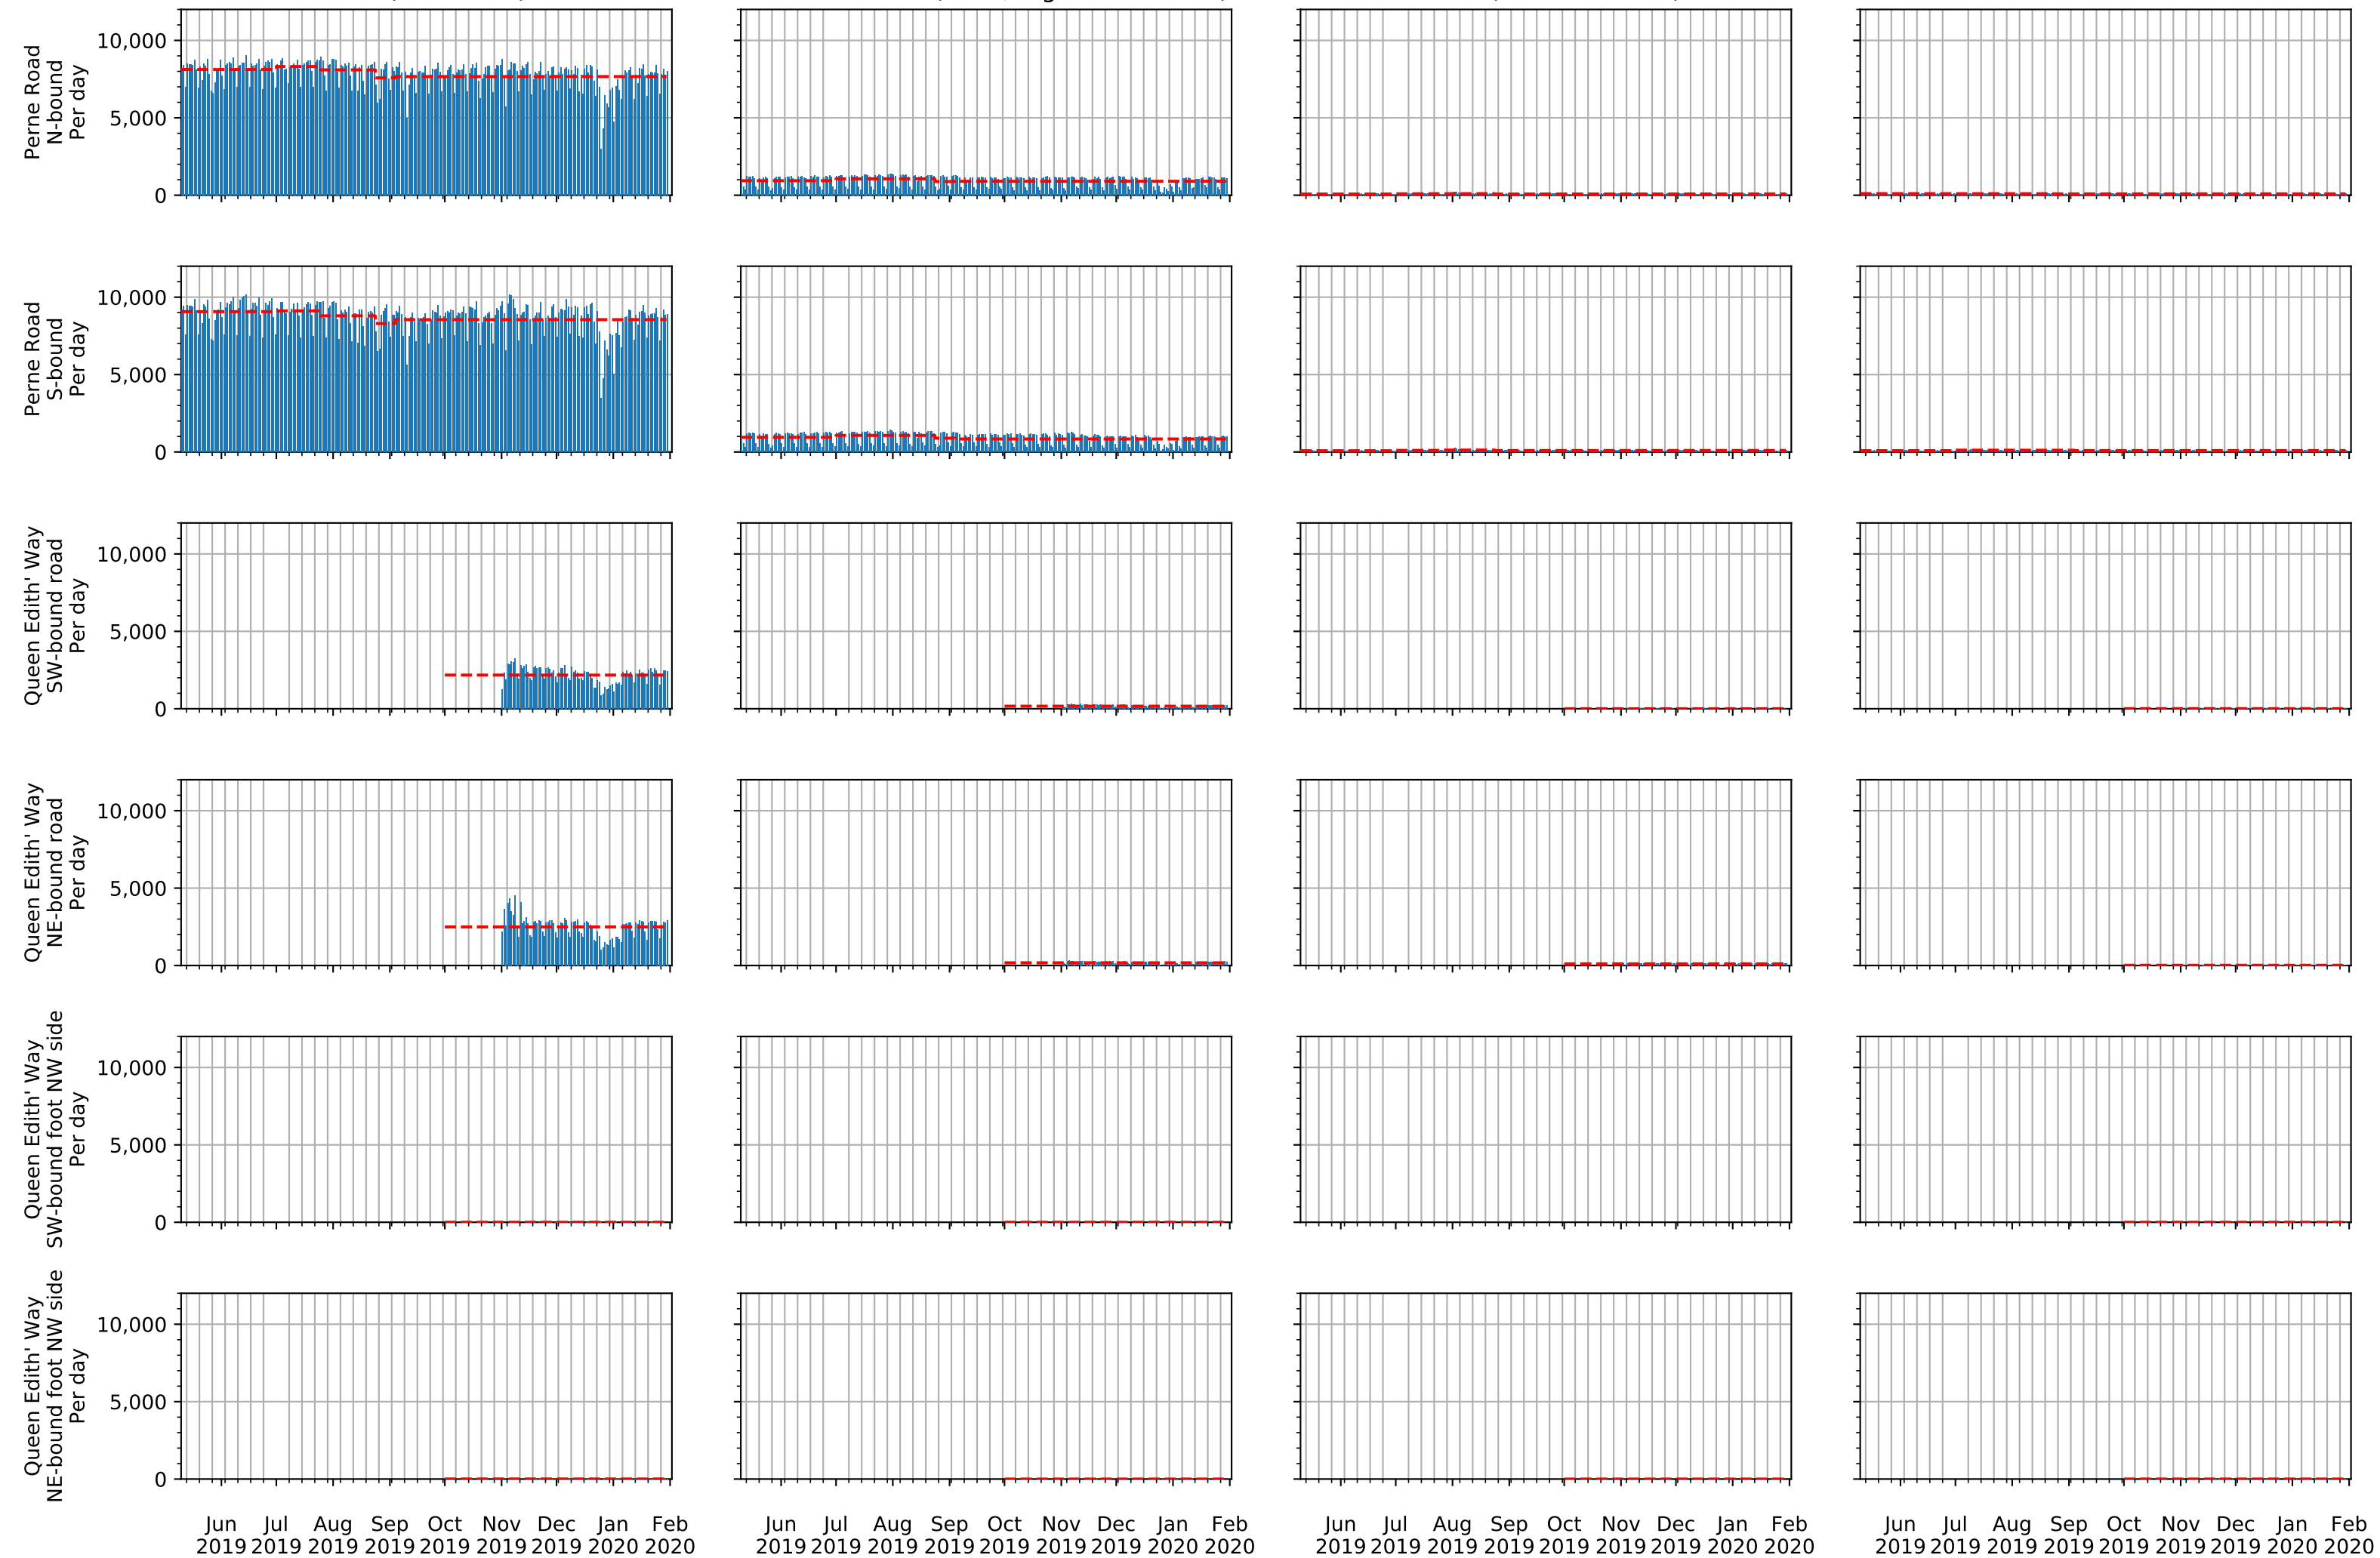 Perne Road
N-bound
Per day
10,000
5,000
0
Perne Road
S-bound
Per day
10,000
5,000
0
Queen Edith' Way
SW-bound road
Per day
10,000
5,000
0
Queen Edith' Way
NE-bound road
Per day
10,000
5,000
0
Queen Edith' Way
SW-bound foot NW side
Per day
10,000
5,000
0
Queen Edith' Way
NE-bound foot NW side
Per day
10,000
5,000
0
Jun Jul Aug Sep Oct Nov Dec Jan Feb
2019 2019 2019 2019 2019 2019 2019 2020 2020
Jun Jul Aug Sep Oct Nov Dec Jan Feb
2019 2019 2019 2019 2019 2019 2019 2020 2020
Jun Jul Aug Sep Oct Nov Dec Jan Feb
2019 2019 2019 2019 2019 2019 2019 2020 2020
Jun Jul Aug Sep Oct Nov Dec Jan Feb
2019 2019 2019 2019 2019 2019 2019 2020 2020